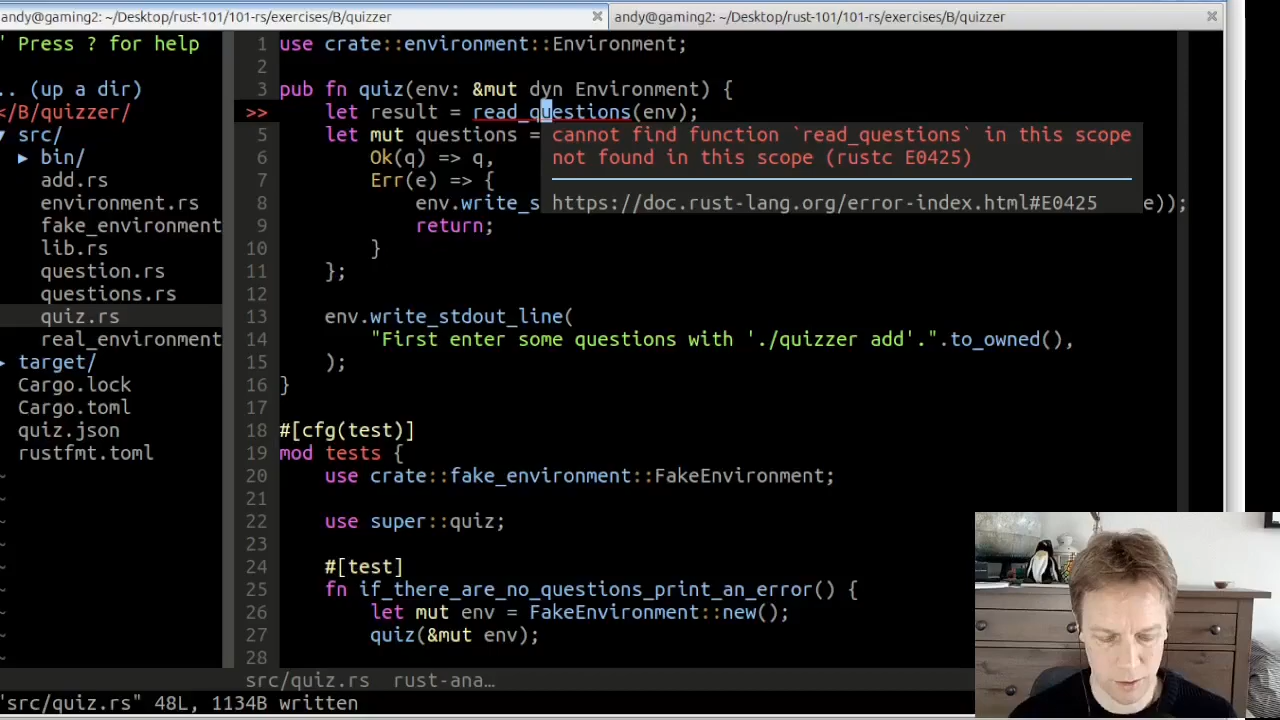 andy@gaming2: ~/Desktop/rust-101/101-rs/exercises/B/quizzer
andy@gaming2: ~/Desktop/rust-101/101-rs/exercises/B/quizzer
" Press ? for help
.. (up a dir)
</B/quizzer/
▼ src/
▶ bin/
add.rs
environment.rs
fake_environment
lib.rs
question.rs
questions.rs
quiz.rs
real_environment
▸ target/
Cargo.lock
Cargo.toml
quiz.json
rustfmt.toml
~
~
~
~
~
~
~
~
~
1 use crate::environment::Environment;
2
3 pub fn quiz(env: &mut dyn Environment) {
>> let result = read_questions(env);
5 let mut questions =
6 Ok(q) => q,
7 Err(e) => {
8 env.write_s e));
9 return;
10 }
11 };
12
13 env.write_stdout_line(
14 "First enter some questions with './quizzer add'.".to_owned(),
15 );
16 }
17
18 #[cfg(test)]
19 mod tests {
20 use crate::fake_environment::FakeEnvironment;
21
22 use super::quiz;
23
24 #[test]
25 fn if_there_are_no_questions_print_an_error() {
26 let mut env = FakeEnvironment::new();
27 quiz(&mut env);
28
cannot find function `read_questions` in this scope
not found in this scope (rustc E0425)
https://doc.rust-lang.org/error-index.html#E0425
src/quiz.rs rust-ana…
"src/quiz.rs" 48L, 1134B written